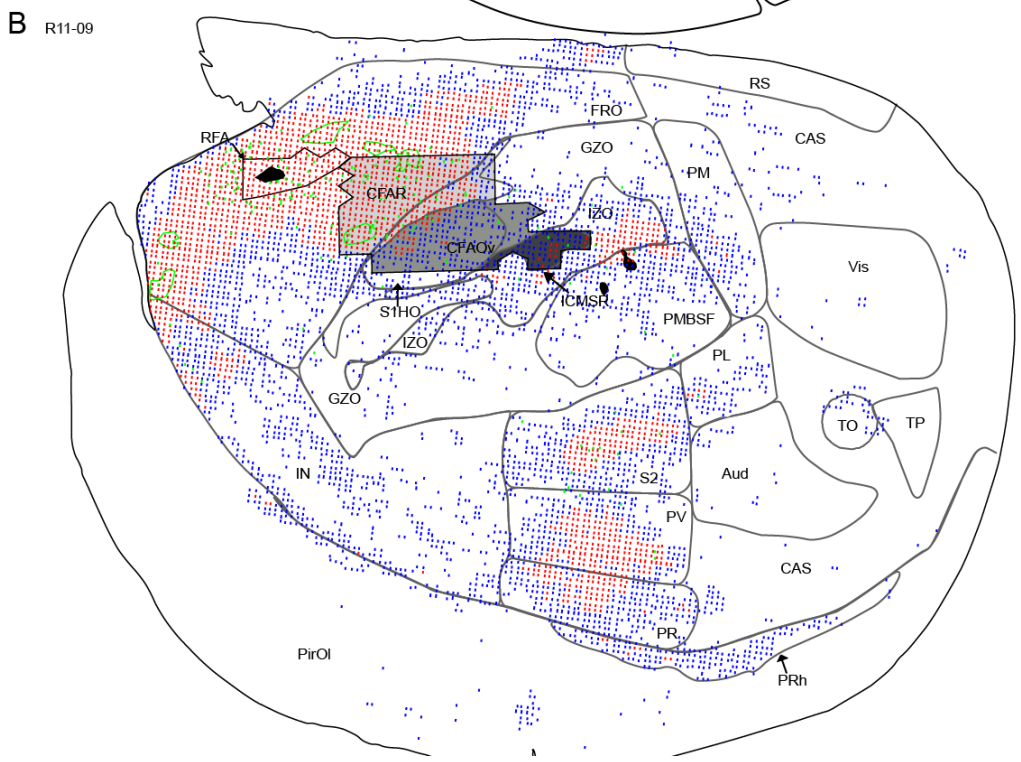 B R11-09
RS
FRO
RFA
CAS
GZO
PM
CFAR
IZO
CFAOv
Vis
ICMSR
S1HO
PMBSF
IZO
PL
GZO
TO
TP
IN
S2
Aud
PV
CAS
PR
PirOl
PRh